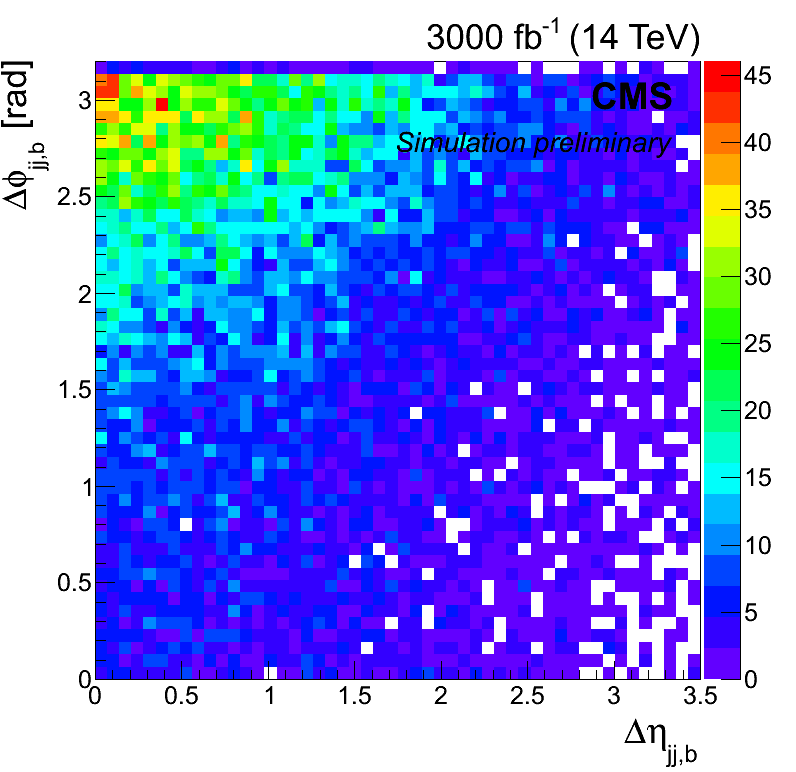 3000 fb-1 (14 TeV)
CMS
Simulation preliminary
Δϕjj,b [rad]
3
2.5
2
1.5
1
0.5
0
0 0.5 1 1.5 2 2.5 3 3.5
Δηjj,b
45
40
35
30
25
20
15
10
5
0